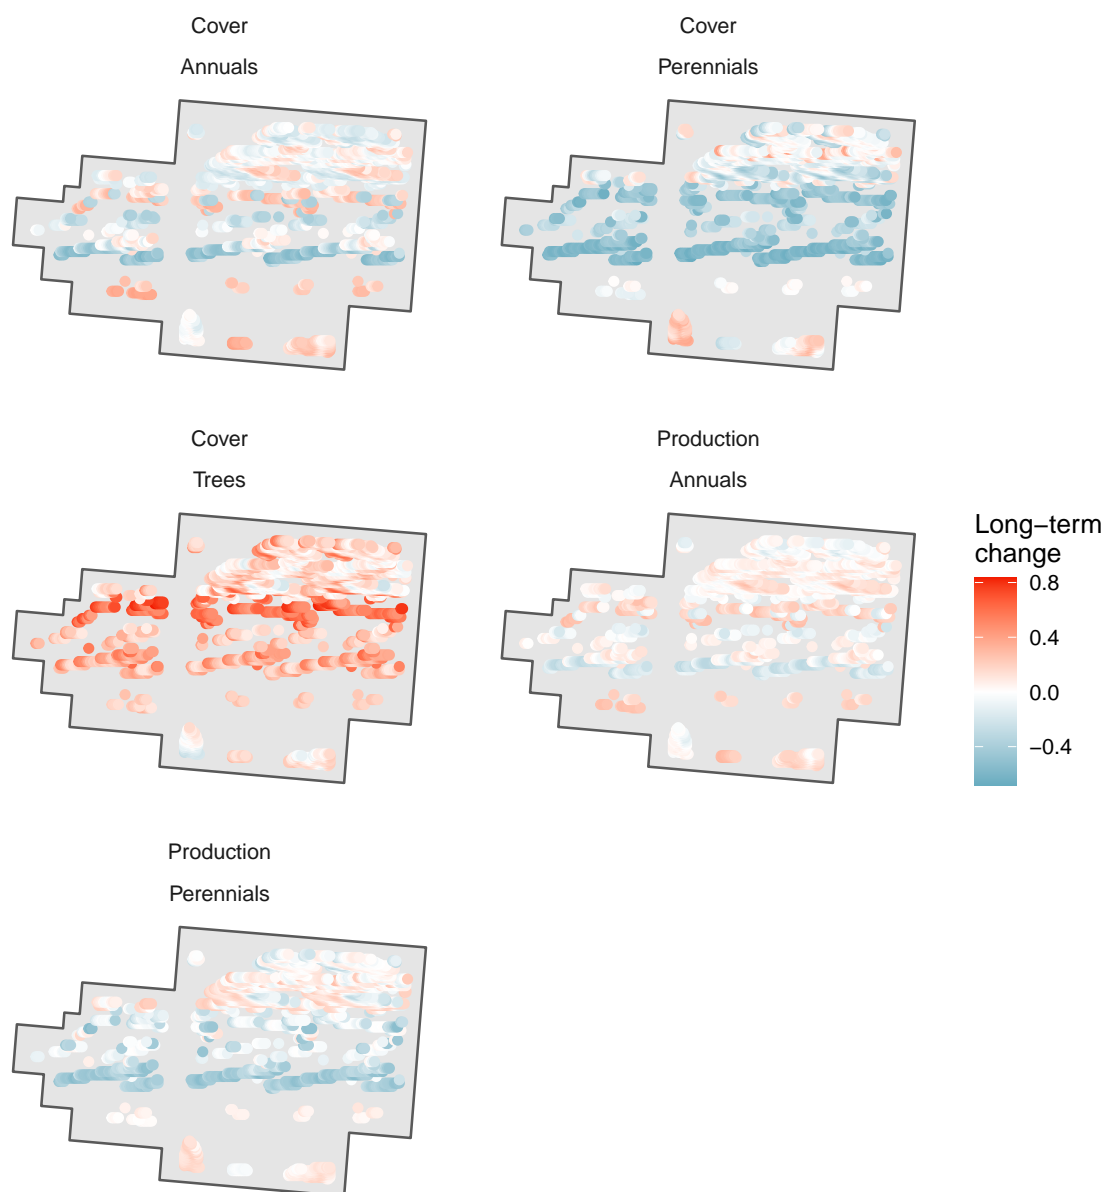 Cover
Annuals
Cover
Perennials
Cover
Trees
Production
Annuals
Long−term
change
0.8
0.4
0.0
−0.4
Production
Perennials